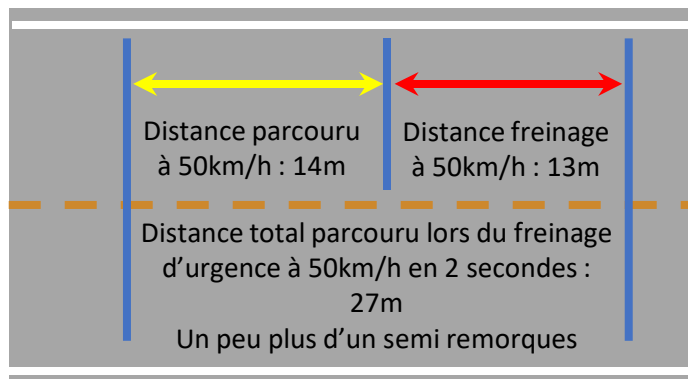 Distance parcouru
à 50km/h : 14m
Distance freinage
à 50km/h : 13m
Distance total parcouru lors du freinage
d’urgence à 50km/h en 2 secondes :
27m
Un peu plus d’un semi remorques